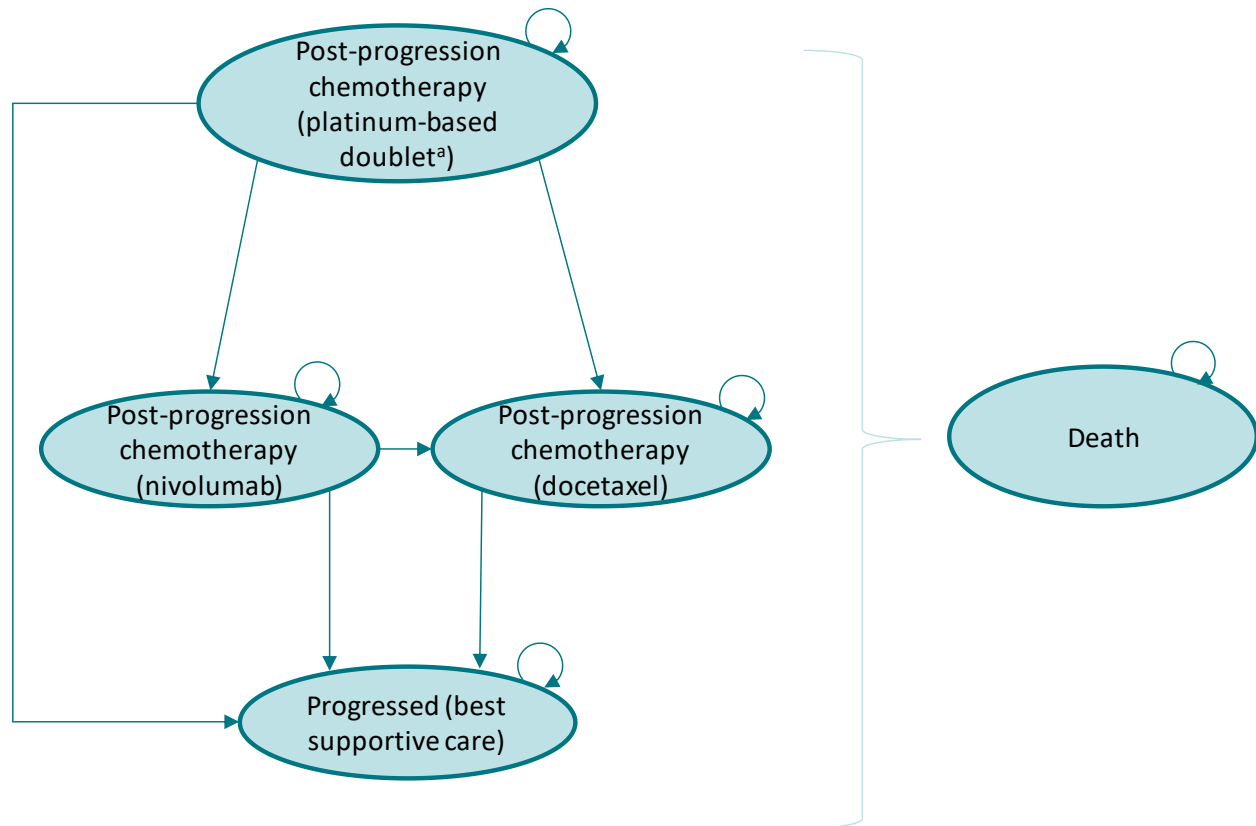 Post-progression
chemotherapy
(platinum-based
doubletᵃ)
Post-progression
chemotherapy
(nivolumab)
Post-progression
chemotherapy
(docetaxel)
Death
Progressed (best
supportive care)